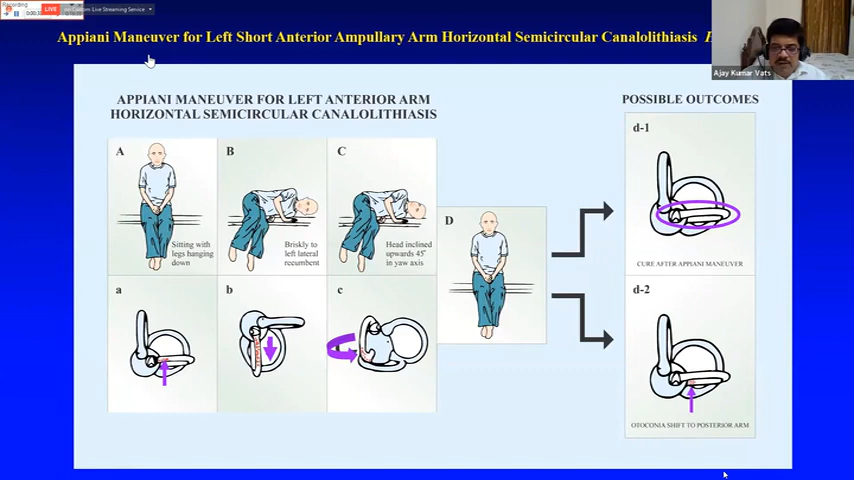 Recording
LIVE
on Custom Live Streaming Service
Appiani Maneuver for Left Short Anterior Ampullary Arm Horizontal Semicircular Canalolithiasis
Ajay Kumar Vats
APPIANI MANEUVER FOR LEFT ANTERIOR ARM
HORIZONTAL SEMICIRCULAR CANALOLITHIASIS
POSSIBLE OUTCOMES
A
B
C
D
Sitting with
legs hanging
down
Briskly to
left lateral
recumbent
Head inclined
upwards 45°
in yaw axis
a
b
c
d-1
CURE AFTER APPIANI MANEUVER
d-2
OTOCONIA SHIFT TO POSTERIOR ARM